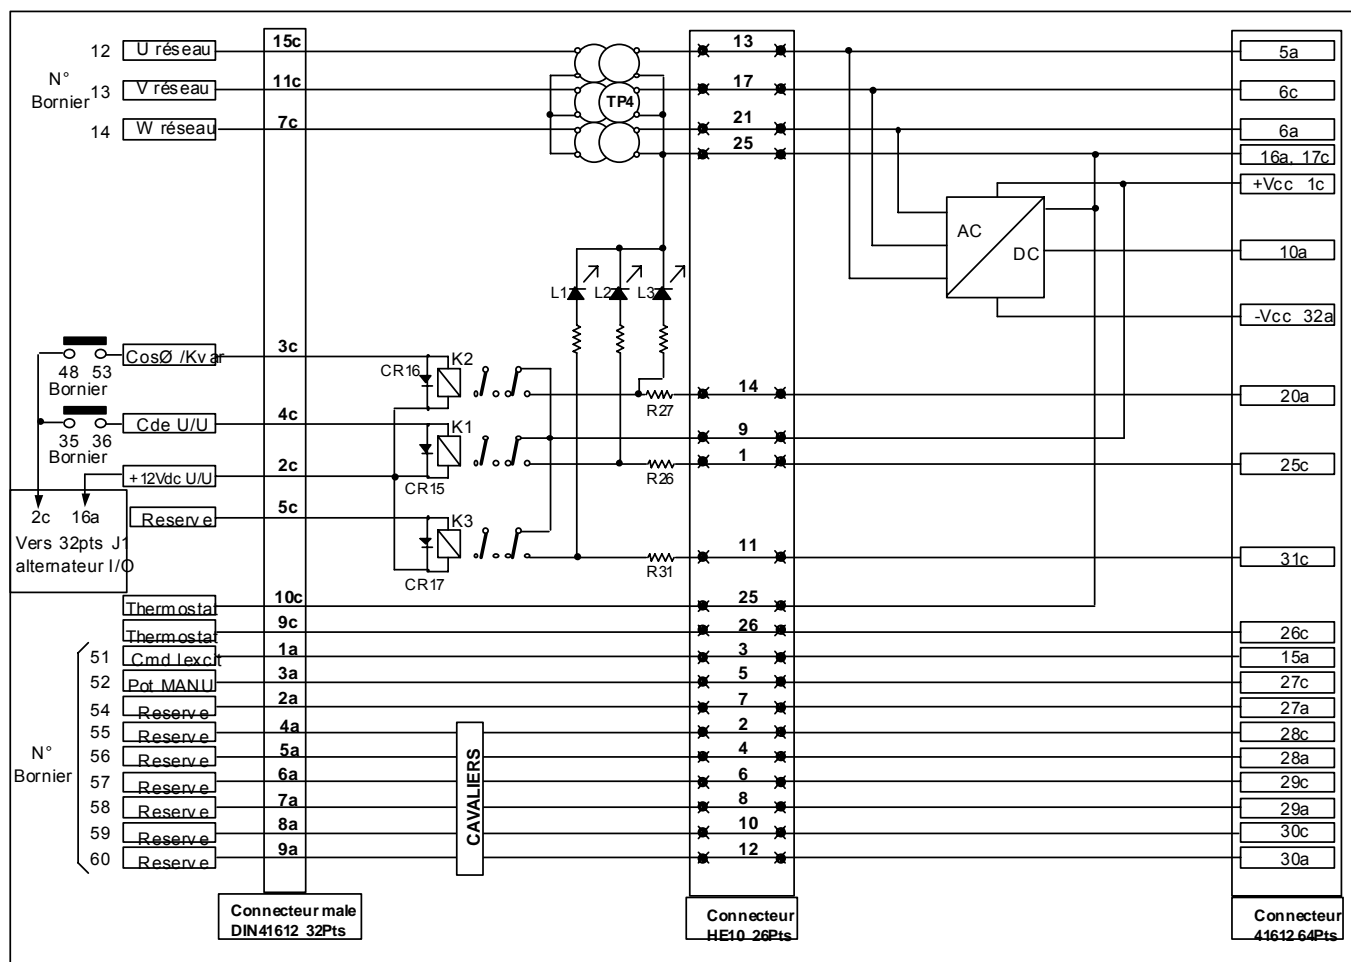 12 U réseau 15c 13 5a
N°
Bornier
13 V réseau 11c TP4 17 6c
14 W réseau 7c 21 6a
25 16a, 17c
+Vcc 1c
AC
DC 10a
L1 L2 L3
-Vcc 32a
CosØ /Kvar 3c
48 53
Bornier
CR16 K2
14 20a
R27
Cde U/U 4c K1 9
35 36
Bornier
+12Vdc U/U 2c 1 25c
CR15 R26
2c 16a
Reserve 5c K3
Vers 32pts J1
alternateur I/O
11 31c
CR17 R31
Thermostat 10c 25
Thermostat 9c 26 26c
51 Cmd Iexcit 1a 3 15a
52 Pot MANU 3a 5 27c
54 Reserve 2a 7 27a
55 Reserve 4a 2 28c
N°
Bornier
56 Reserve 5a 4 28a
57 Reserve 6a 6 29c
58 Reserve 7a 8 29a
59 Reserve 8a 10 30c
60 Reserve 9a 12 30a
CAVALIERS
Connecteur male
DIN41612 32Pts
Connecteur
HE10 26Pts
Connecteur
41612 64Pts